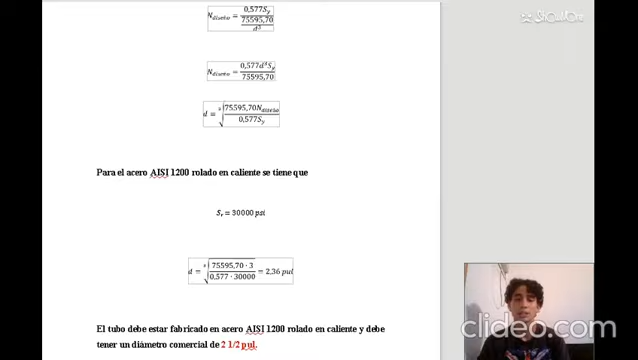 N_diseño = 0,577S_y / (75595,70 / d³)
N_diseño = 0,577d³S_y / 75595,70
d = ³√(75595,70N_diseño / 0,577S_y)
Para el acero AISI 1200 rolado en caliente se tiene que
S_y = 30000 psi
d = ³√(75595,70 · 3 / 0,577 · 30000) = 2,36 pul
El tubo debe estar fabricado en acero AISI 1200 rolado en caliente y debe
tener un diámetro comercial de 2 1/2 pul.
ShowOne
clideo.com